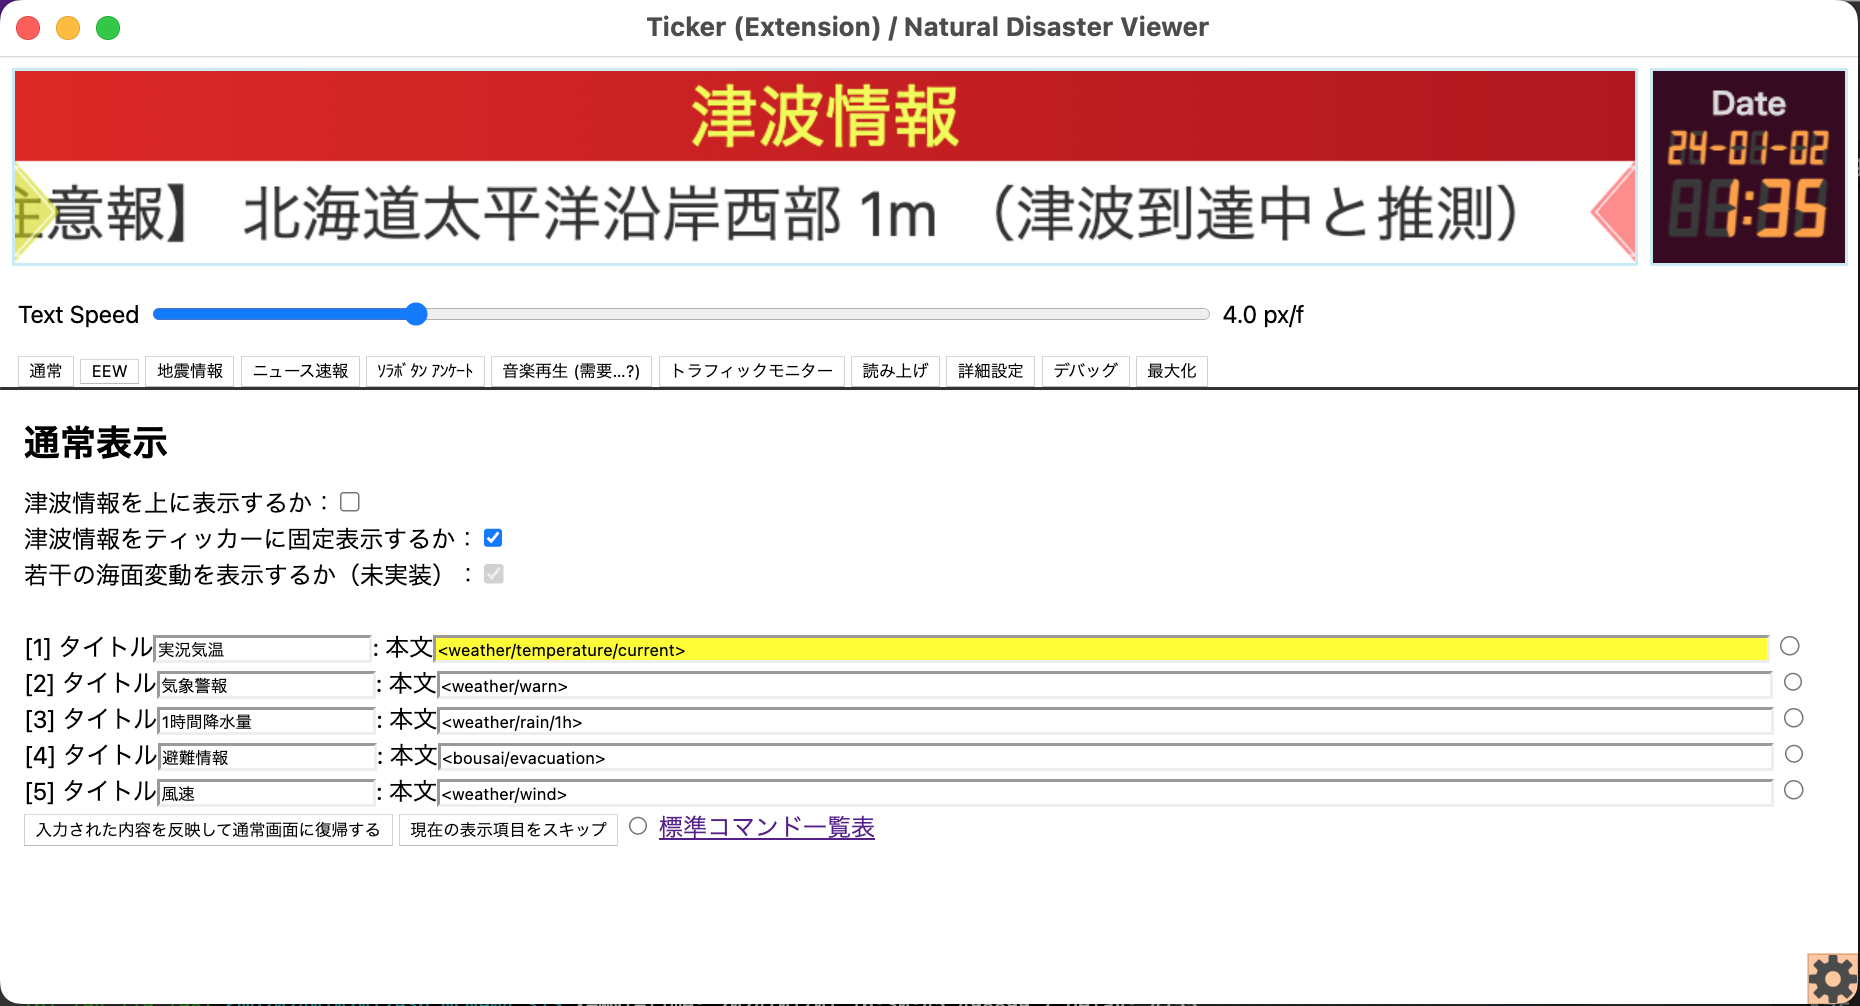 Ticker (Extension) / Natural Disaster Viewer
津波情報
意報】 北海道太平洋沿岸西部 1m （津波到達中と推測）
Date
24-01-02
1:35
Text Speed 4.0 px/f
通常 EEW 地震情報 ニュース速報 ｿﾗﾎﾞﾀﾝ ｱﾝｹｰﾄ 音楽再生 (需要...?) トラフィックモニター 読み上げ 詳細設定 デバッグ 最大化
通常表示
津波情報を上に表示するか：
津波情報をティッカーに固定表示するか：
若干の海面変動を表示するか（未実装）：
[1] タイトル 実況気温 : 本文 <weather/temperature/current>
[2] タイトル 気象警報 : 本文 <weather/warn>
[3] タイトル 1時間降水量 : 本文 <weather/rain/1h>
[4] タイトル 避難情報 : 本文 <bousai/evacuation>
[5] タイトル 風速 : 本文 <weather/wind>
入力された内容を反映して通常画面に復帰する 現在の表示項目をスキップ 標準コマンド一覧表